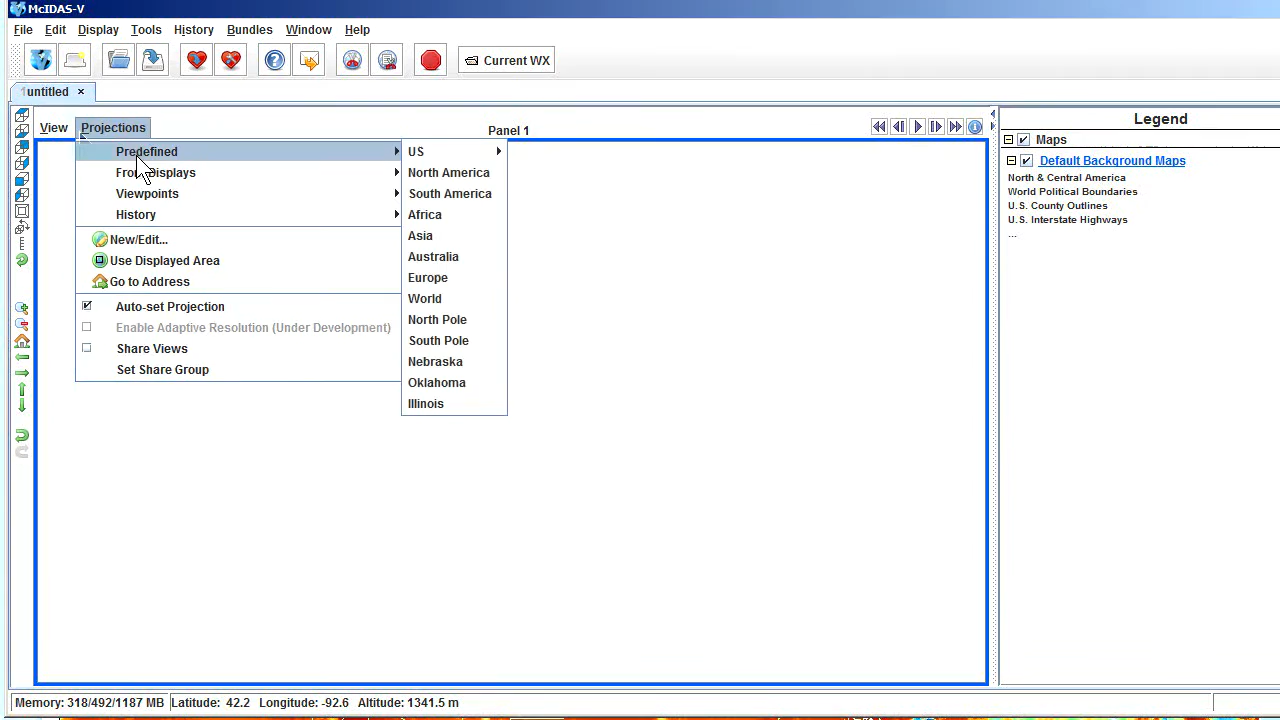 McIDAS-V
File Edit Display Tools History Bundles Window Help
Current WX
1untitled ×
View Projections
Panel 1
Predefined
From Displays
Viewpoints
History
New/Edit...
Use Displayed Area
Go to Address
Auto-set Projection
Enable Adaptive Resolution (Under Development)
Share Views
Set Share Group
US
North America
South America
Africa
Asia
Australia
Europe
World
North Pole
South Pole
Nebraska
Oklahoma
Illinois
Legend
Maps
Default Background Maps
North & Central America
World Political Boundaries
U.S. County Outlines
U.S. Interstate Highways
...
Memory: 318/492/1187 MB Latitude: 42.2 Longitude: -92.6 Altitude: 1341.5 m